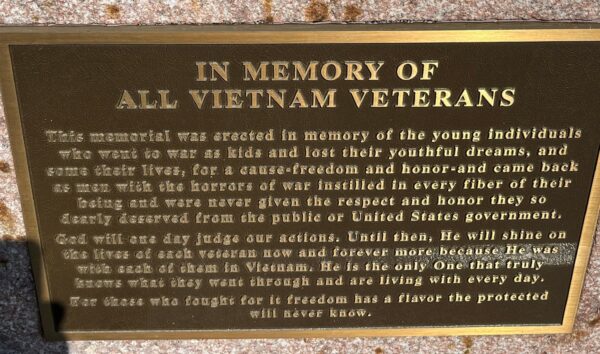 IN MEMORY OF
ALL VIETNAM VETERANS
This memorial was erected in memory of the young individuals
who went to war as kids and lost their youthful dreams, and
some their lives, for a cause-freedom and honor-and came back
as men with the horrors of war instilled in every fiber of their
being and were never given the respect and honor they so
dearly deserved from the public or United States government.
God will one day judge our actions. Until then, He will shine on
the lives of each veteran now and forever more because He was
with each of them in Vietnam. He is the only One that truly
knows what they went through and are living with every day.
For those who fought for it freedom has a flavor the protected
will never know.